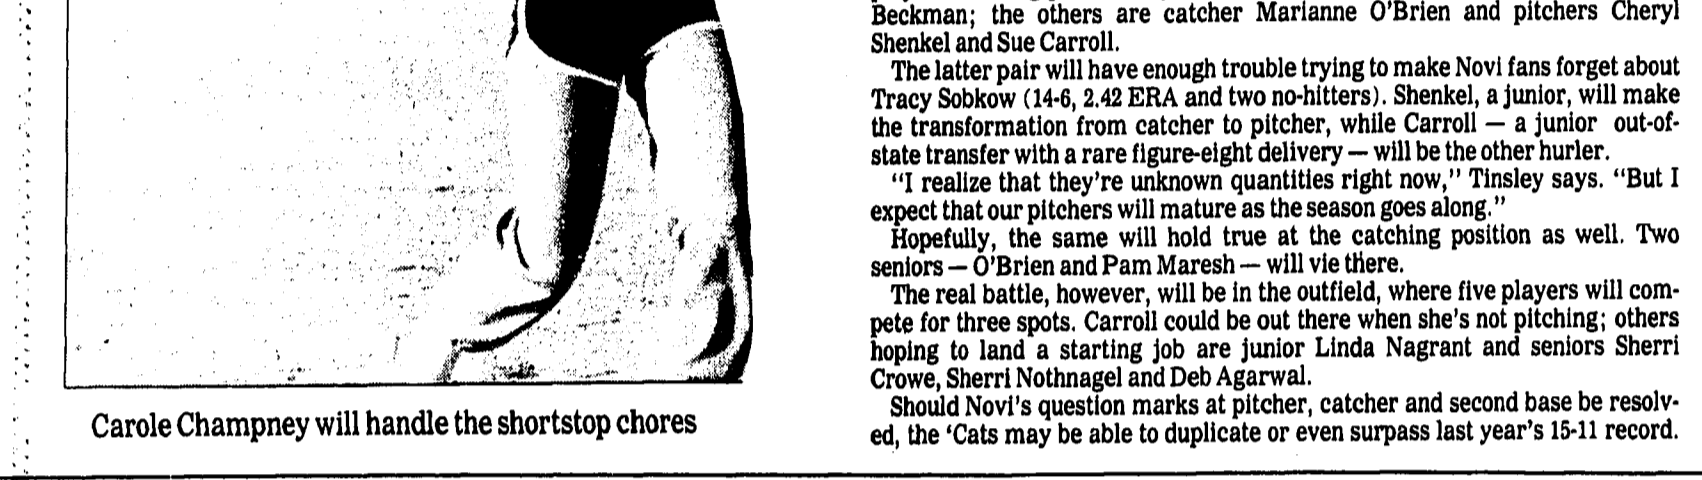 Beckman; the others are catcher Marianne O'Brien and pitchers Cheryl
Shenkel and Sue Carroll.
The latter pair will have enough trouble trying to make Novi fans forget about
Tracy Sobkow (14-6, 2.42 ERA and two no-hitters). Shenkel, a junior, will make
the transformation from catcher to pitcher, while Carroll — a junior out-of-
state transfer with a rare figure-eight delivery — will be the other hurler.
"I realize that they're unknown quantities right now," Tinsley says. "But I
expect that our pitchers will mature as the season goes along."
Hopefully, the same will hold true at the catching position as well. Two
seniors — O'Brien and Pam Maresh — will vie there.
The real battle, however, will be in the outfield, where five players will com-
pete for three spots. Carroll could be out there when she's not pitching; others
hoping to land a starting job are junior Linda Nagrant and seniors Sherri
Crowe, Sherri Nothnagel and Deb Agarwal.
Should Novi's question marks at pitcher, catcher and second base be resolv-
ed, the 'Cats may be able to duplicate or even surpass last year's 15-11 record.
Carole Champney will handle the shortstop chores